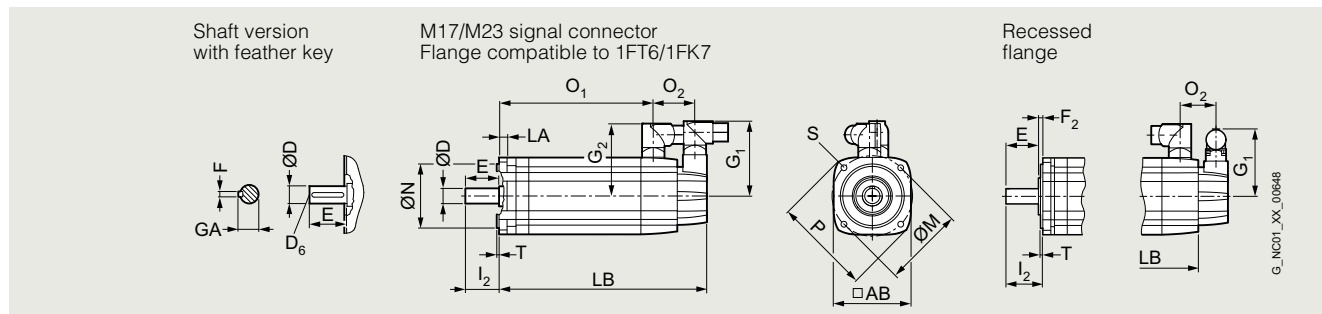 Shaft version
with feather key
M17/M23 signal connector
Flange compatible to 1FT6/1FK7
Recessed
flange
O₁
O₂
O₂
LA
S
E
F₂
F
ØD
ØD
E
G₂
G₁
G₁
ØN
E
GA
D₆
P
ØM
T
T
I₂
LB
□AB
I₂
LB
G_NC01_XX_00648